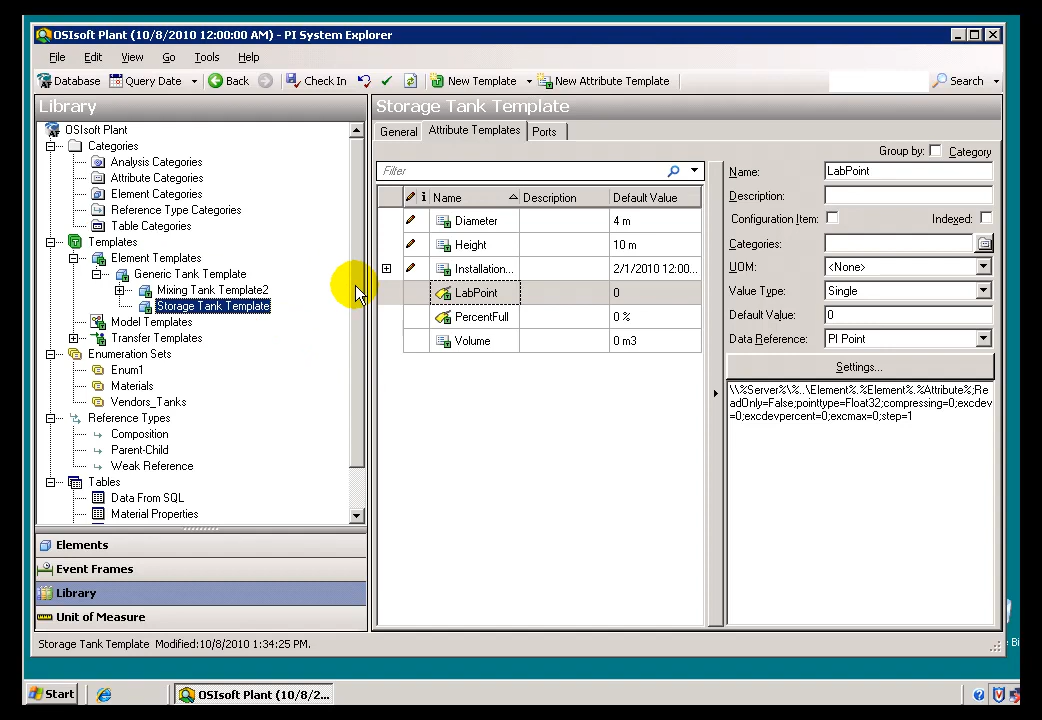 OSIsoft Plant (10/8/2010 12:00:00 AM) - PI System Explorer
File Edit View Go Tools Help
Database Query Date Back Check In New Template New Attribute Template Search
Library
OSIsoft Plant
Categories
Analysis Categories
Attribute Categories
Element Categories
Reference Type Categories
Table Categories
Templates
Element Templates
Generic Tank Template
Mixing Tank Template2
Storage Tank Template
Model Templates
Transfer Templates
Enumeration Sets
Enum1
Materials
Vendors_Tanks
Reference Types
Composition
Parent-Child
Weak Reference
Tables
Data From SQL
Material Properties
Elements
Event Frames
Library
Unit of Measure
Storage Tank Template
General Attribute Templates Ports
Group by: Category
Filter
Name Description Default Value
Diameter 4 m
Height 10 m
Installation... 2/1/2010 12:00...
LabPoint 0
PercentFull 0 %
Volume 0 m3
Name: LabPoint
Description:
Configuration Item: Indexed:
Categories:
UOM: <None>
Value Type: Single
Default Value: 0
Data Reference: PI Point
Settings...
\\%Server%\%..\Element%.%Element%.%Attribute%;Re
adOnly=False;pointtype=Float32;compressing=0;excdev
=0;excdevpercent=0;excmax=0;step=1
Storage Tank Template Modified:10/8/2010 1:34:25 PM.
Bi
Start OSIsoft Plant (10/8/2...